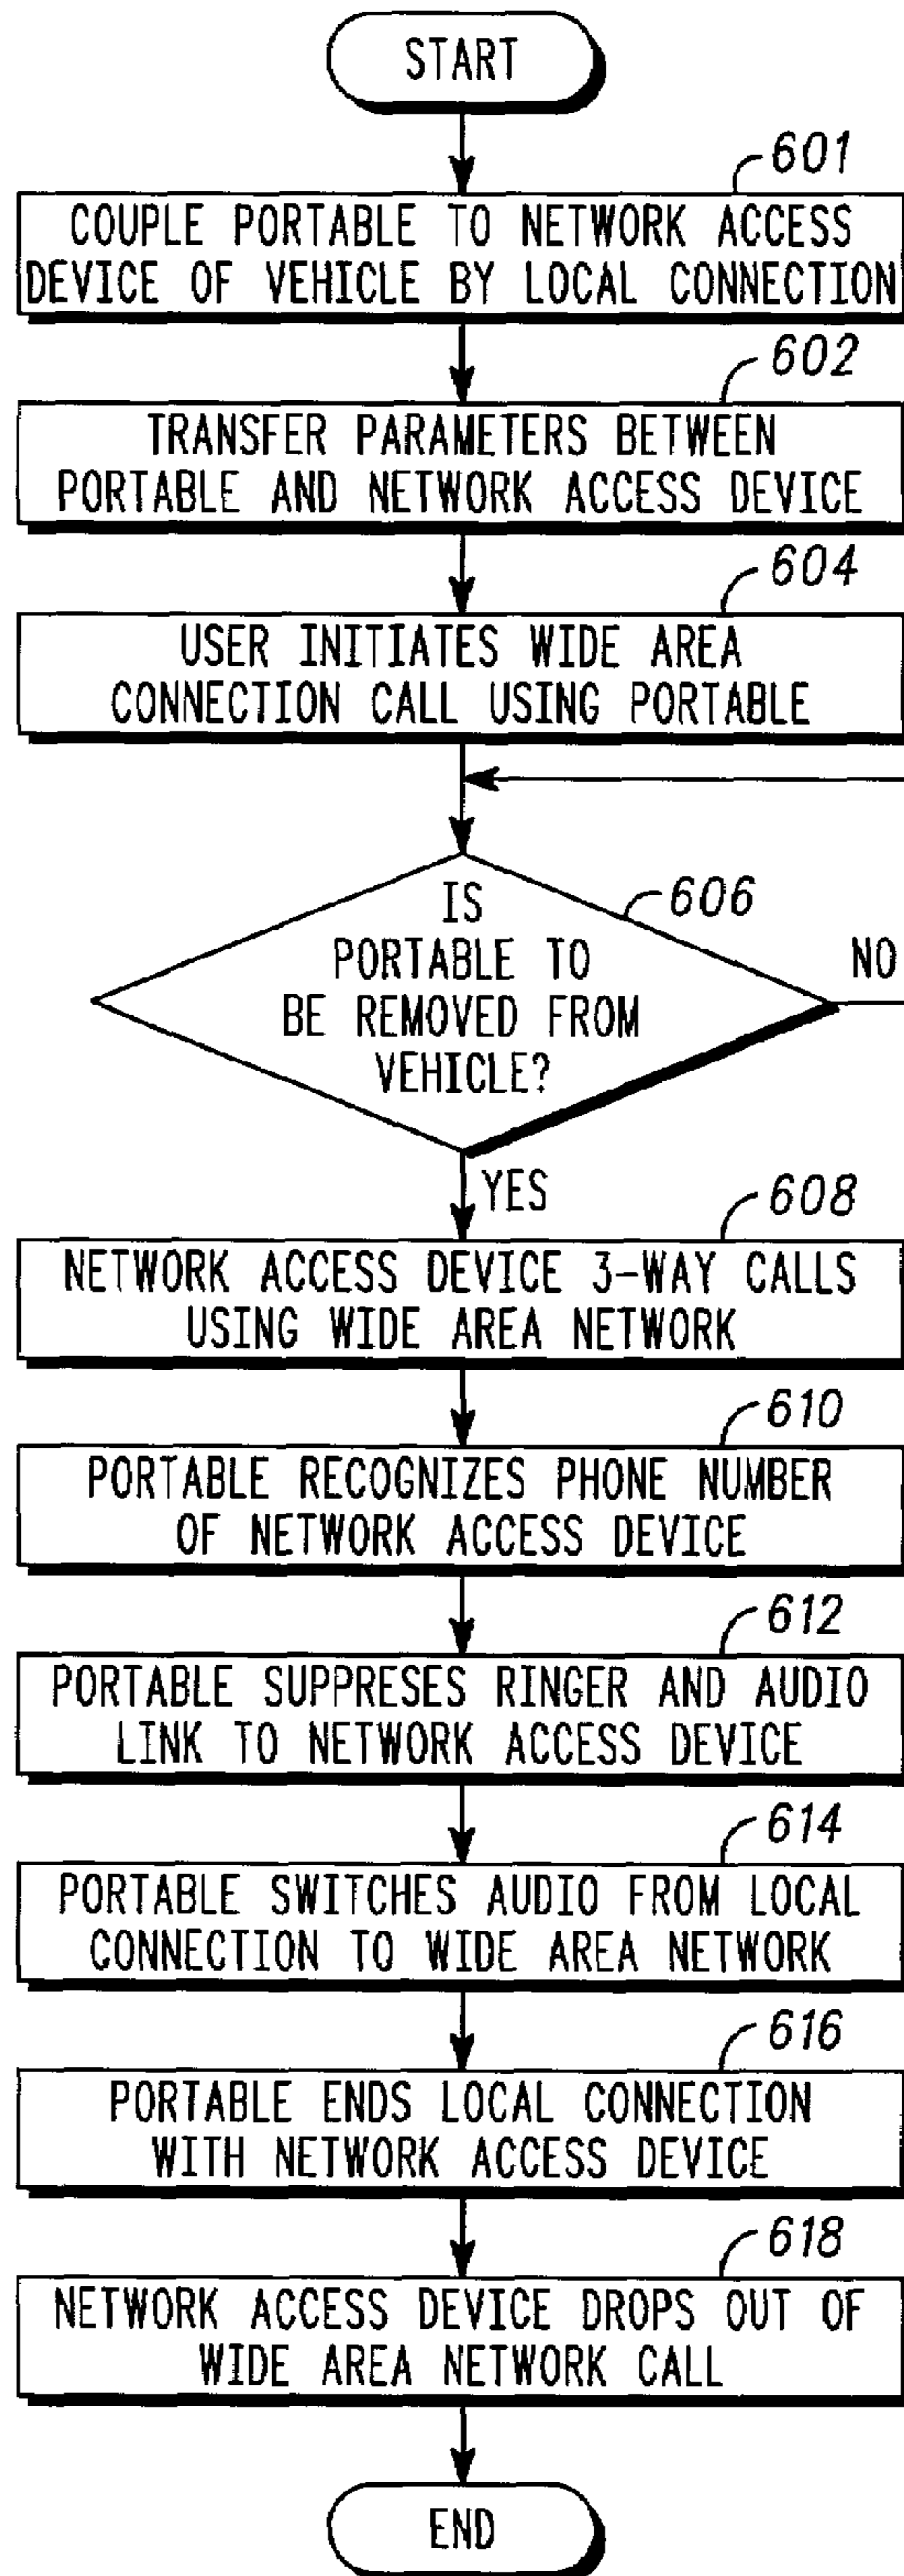 START
601
COUPLE PORTABLE TO NETWORK ACCESS
DEVICE OF VEHICLE BY LOCAL CONNECTION
602
TRANSFER PARAMETERS BETWEEN
PORTABLE AND NETWORK ACCESS DEVICE
604
USER INITIATES WIDE AREA
CONNECTION CALL USING PORTABLE
606
IS
PORTABLE TO
BE REMOVED FROM
VEHICLE?
NO
YES
608
NETWORK ACCESS DEVICE 3-WAY CALLS
USING WIDE AREA NETWORK
610
PORTABLE RECOGNIZES PHONE NUMBER
OF NETWORK ACCESS DEVICE
612
PORTABLE SUPPRESES RINGER AND AUDIO
LINK TO NETWORK ACCESS DEVICE
614
PORTABLE SWITCHES AUDIO FROM LOCAL
CONNECTION TO WIDE AREA NETWORK
616
PORTABLE ENDS LOCAL CONNECTION
WITH NETWORK ACCESS DEVICE
618
NETWORK ACCESS DEVICE DROPS OUT OF
WIDE AREA NETWORK CALL
END